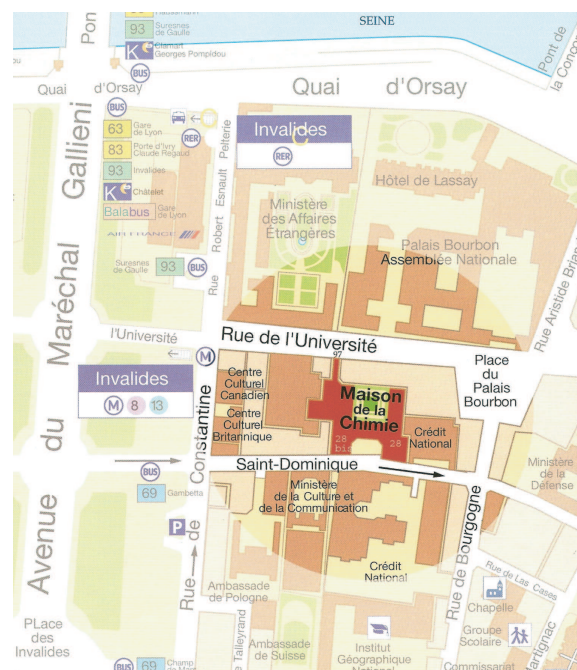 SEINE
Pont
93
Suresnes
de Gaulle
K
Clamart
Georges Pompidou
BUS
Pont de
la Concor
Quai
d'Orsay
Quai
d'Orsay
BUS
63
Gare
de Lyon
83
Porte d'Ivry
Claude Regaud
93
Invalides
K
Châtelet
Balabus
Gare
de Lyon
AIR FRANCE
Suresnes
de Gaulle
93
BUS
RER
Rue Robert Esnault Pelterie
Invalides
RER
Hôtel de Lassay
Ministère
des Affaires
Étrangères
Palais Bourbon
Assemblée Nationale
Rue Aristide Brian
Avenue du Maréchal Gallieni
l'Université
Rue de l'Université
M
97
Place
du
Palais
Bourbon
Invalides
M 8 13
Centre
Culturel
Canadien
Centre
Culturel
Britannique
Maison
de la
Chimie
28
bis
28
Crédit
National
Rue de Constantine
BUS
69
Gambetta
P
Saint-Dominique
Ministère
de la Culture et
de la Communication
Crédit
National
Rue de Bourgogne
Ministère
de la
Défense
Rue de Las Cases
Ambassade
de Pologne
Chapelle
Groupe
Scolaire
Martignac
PLace
des
Invalides
de Talleyrand
Ambassade
de Suisse
Institut
Géographique
National
Commissariat
BUS
69
Champ